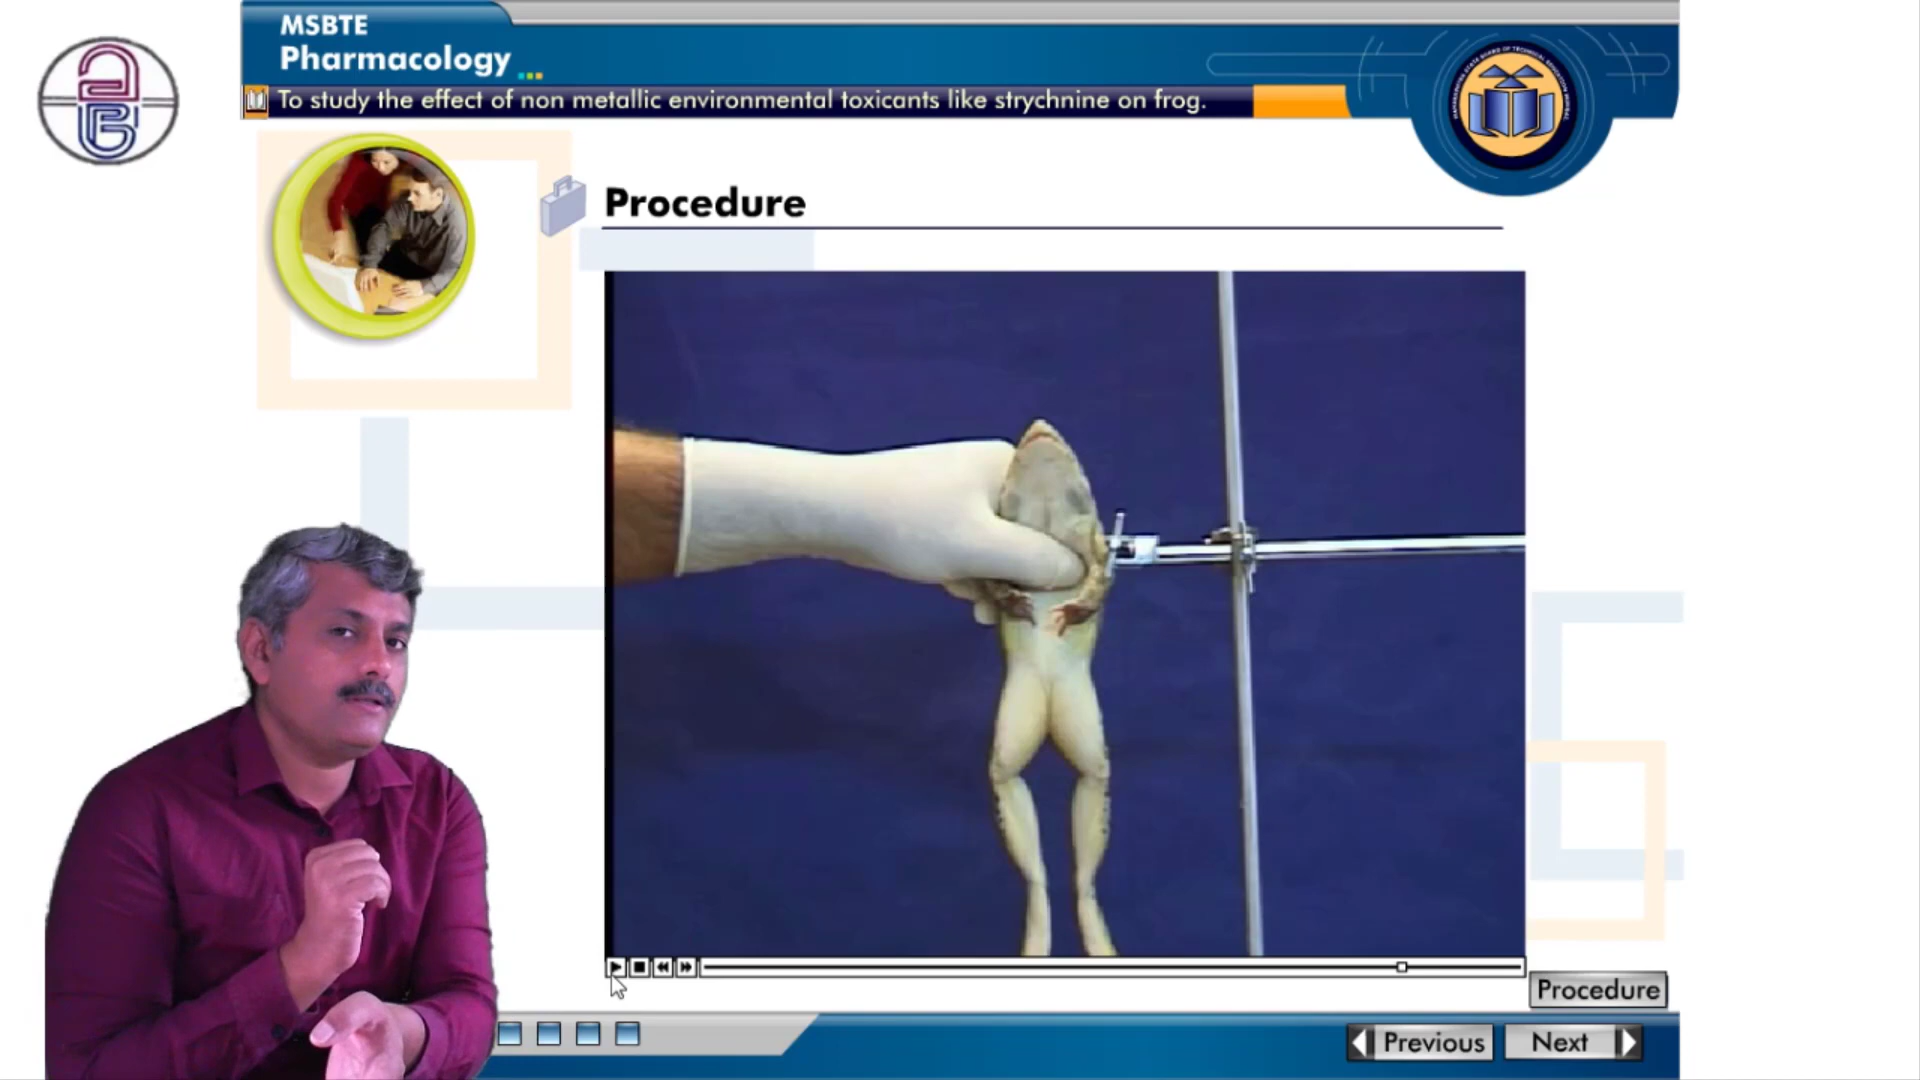 MSBTE
Pharmacology
To study the effect of non metallic environmental toxicants like strychnine on frog.
Procedure
Procedure
Previous
Next